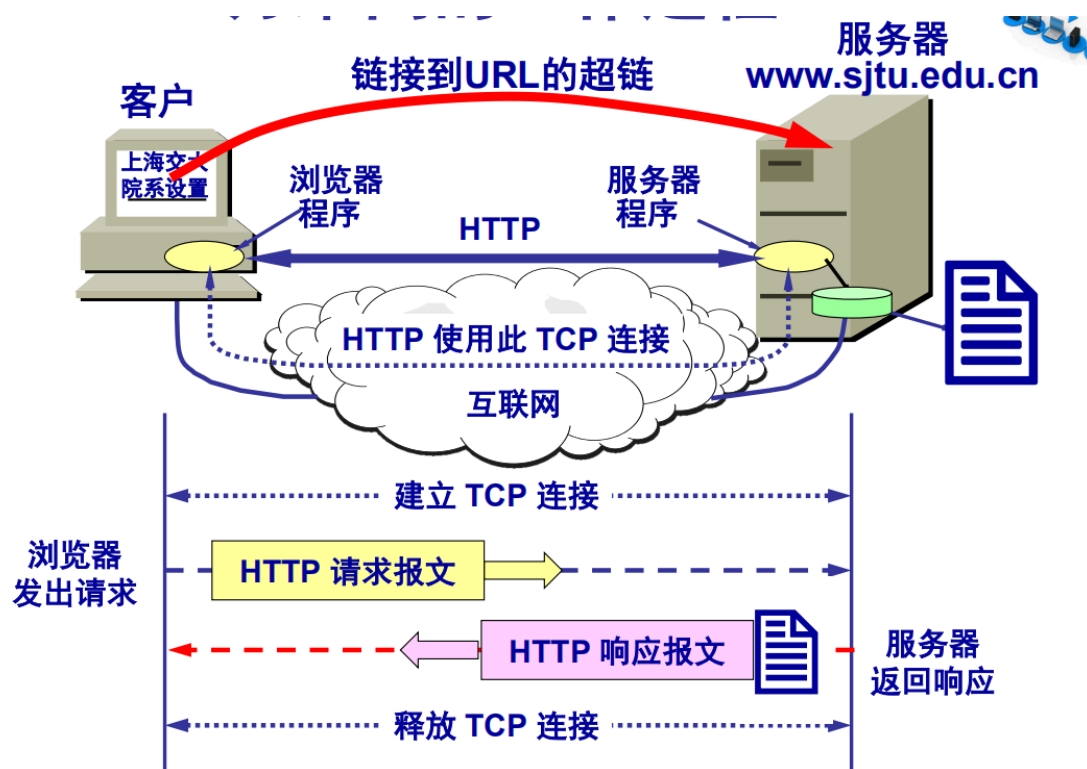 服务器
www.sjtu.edu.cn
链接到URL的超链
客户
上海交大
院系设置
浏览器
程序
服务器
程序
HTTP
HTTP 使用此 TCP 连接
互联网
建立 TCP 连接
浏览器
发出请求
HTTP 请求报文
HTTP 响应报文
服务器
返回响应
释放 TCP 连接